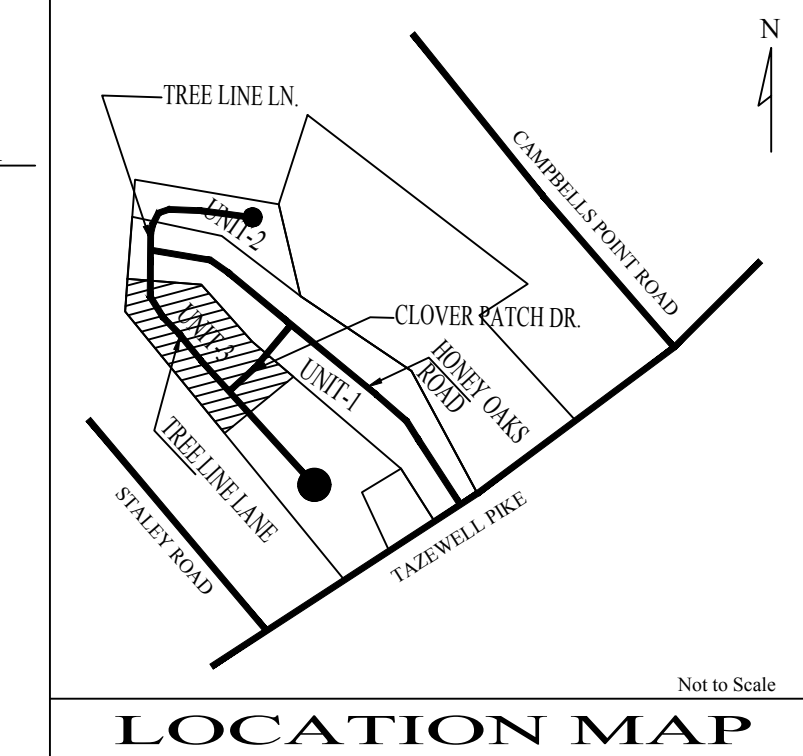 N
TREE LINE LN.
CAMPBELLS POINT ROAD
UNIT-2
CLOVER PATCH DR.
UNIT-3
HONEY OAKS
ROAD
UNIT-1
TREE LINE LANE
STALEY ROAD
TAZEWELL PIKE
Not to Scale
LOCATION MAP